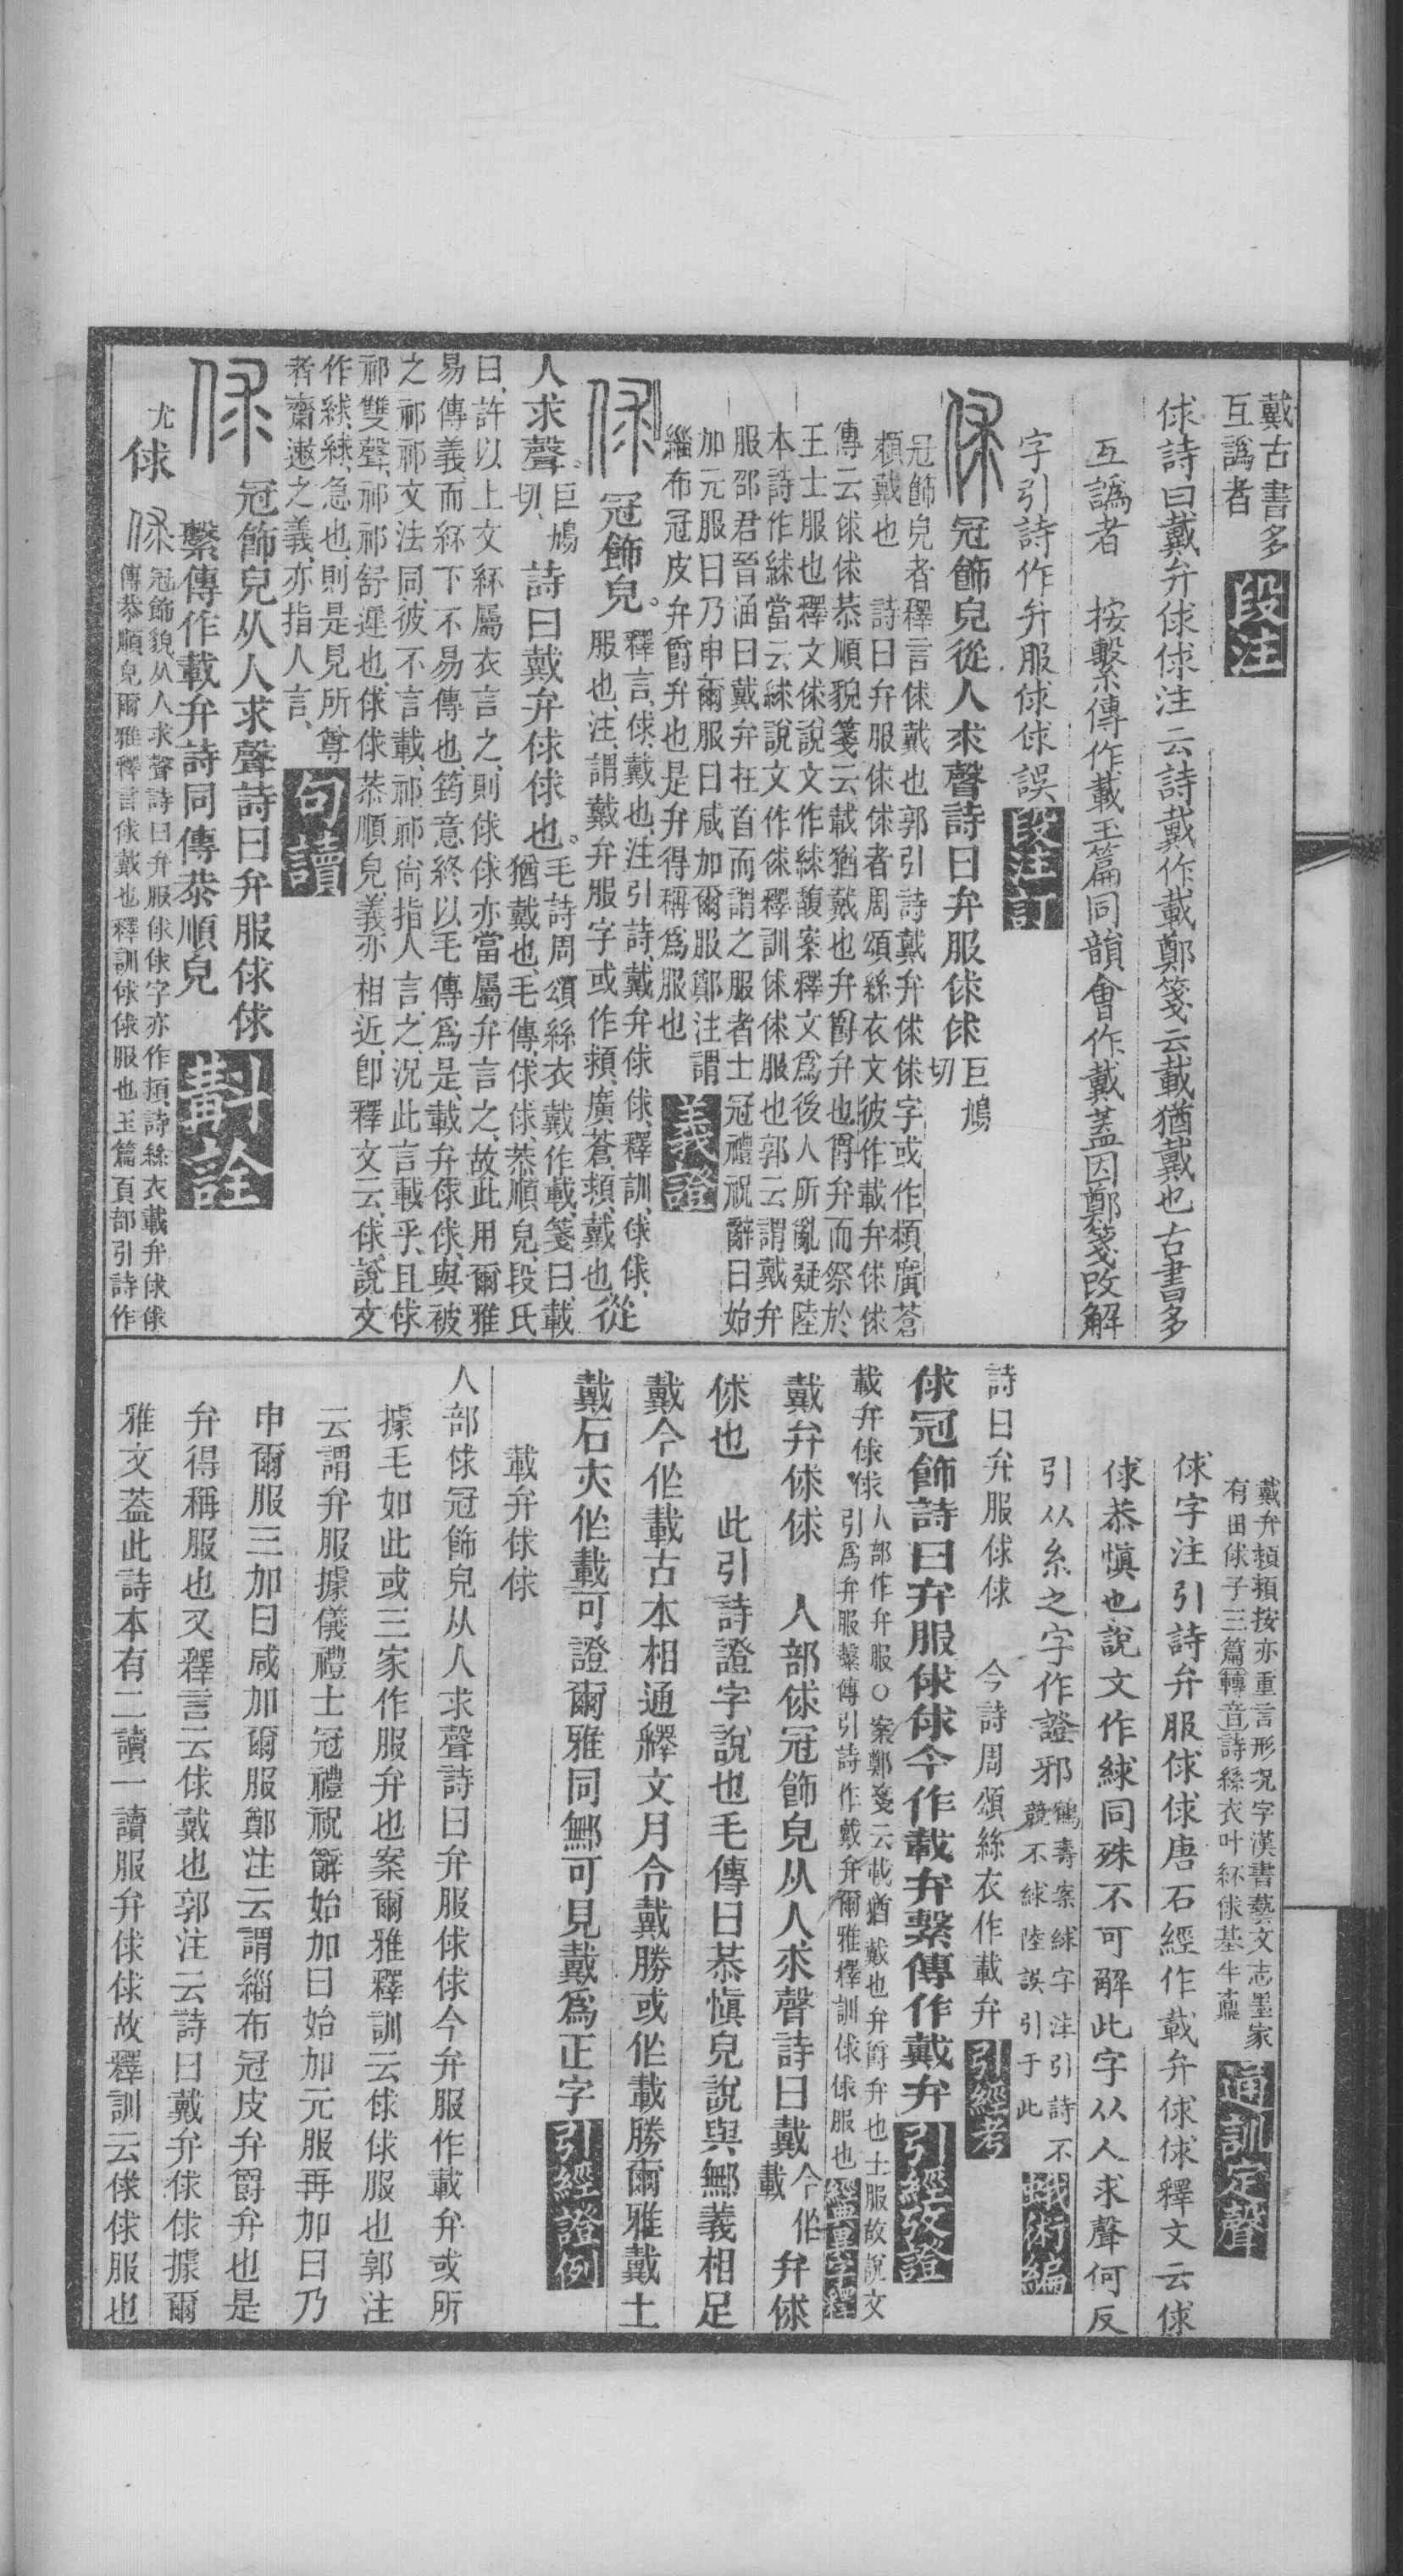 戴古書多
互譌者
段注
俅詩曰戴弁俅俅注云詩戴作載鄭箋云載猶戴也古書多
互譌者　按繫傳作載玉篇同韻會作戴蓋因鄭箋改解
字引詩作弁服俅俅誤
段注訂
冠飾皃從人求聲詩曰弁服俅俅
巨鳩
切
冠飾皃者釋言俅戴也郭引詩戴弁俅俅字或作頪廣蒼
頪戴也　詩曰弁服俅俅者周頌絲衣文彼作載弁俅俅
傳云俅俅恭順貌箋云載猶戴也弁爵弁也爵弁而祭於
王士服也釋文俅說文作絿馥案釋文為後人所亂疑陸
本詩作絿當云絿說文作俅釋訓俅俅服也郭云謂戴弁
服邵君晉涵曰戴弁在首而謂之服者士冠禮祝辭曰始
加元服曰乃申爾服曰咸加爾服鄭注謂
緇布冠皮弁爵弁也是弁得稱為服也
義證
冠飾皃。
釋言、俅、戴也、注引詩、戴弁俅俅、釋訓、俅俅、
服也、注、謂戴弁服字或作頪、廣蒼、頪、戴也
從
人求聲。
巨鳩
切、
詩曰戴弁俅俅也。
毛詩周頌絲衣、戴作載、箋曰、載
猶戴也、毛傳、俅俅、恭順皃、段氏
曰、許以上文紑屬衣言之、則俅俅亦當屬弁言之、故此用爾雅
易傳義、而紑下不易傳也、筠意終以毛傳為是、載弁俅俅、與被
之祁祁文法同、彼不言載、祁祁尙指人言之、況此言載乎、且俅
祁雙聲、祁祁舒遲也、俅俅恭順皃、義亦相近、卽釋文云、俅、說文
作絿、絿、急也、則是見所尊
者齋遫之義、亦指人言、
句讀
冠飾皃从人求聲詩曰弁服俅俅
繫傳作載弁詩同傳恭順皃
斠詮
尤
俅
冠飾貌从人求聲詩曰弁服俅俅字亦作頪詩絲衣載弁俅俅
傳恭順皃爾雅釋言俅戴也釋訓俅俅服也玉篇頁部引詩作
戴弁頪頪按亦重言形況字漢書藝文志墨家
有田俅子三篇轉音詩絲衣叶紑俅基牛鼒
通訓定聲
俅字注引詩弁服俅俅唐石經作載弁俅俅釋文云俅
俅恭愼也說文作絿同殊不可解此字从人求聲何反
引从糸之字作證邪
鶴壽案絿字注引詩不
競不絿陸誤引于此
蛾術編
詩曰弁服俅俅　今詩周頌絲衣作載弁
引經考
俅冠飾詩曰弁服俅俅今作載弁繫傳作戴弁
引經攷證
載弁俅俅
人部作弁服〇案鄭箋云載猶戴也弁爵弁也士服故說文
引為弁服繫傳引詩作戴弁爾雅釋訓俅俅服也
經典重字釋
戴弁俅俅　人部俅冠飾皃从人求聲詩曰戴
今作
載
弁俅
俅也　此引詩證字說也毛傳曰恭愼皃說與鄦義相足
戴今作載古本相通釋文月令戴勝或作載勝爾雅戴土
戴石夾作載可證爾雅同鄦可見戴為正字
引經證例
載弁俅俅
人部俅冠飾皃从人求聲詩曰弁服俅俅今弁服作載弁或所
據毛如此或三家作服弁也案爾雅釋訓云俅俅服也郭注
云謂弁服據儀禮士冠禮祝辭始加曰始加元服再加曰乃
申爾服三加曰咸加爾服鄭注云謂緇布冠皮弁爵弁也是
弁得稱服也又釋言云俅戴也郭注云詩曰戴弁俅俅據爾
雅文蓋此詩本有二讀一讀服弁俅俅故釋訓云俅俅服也